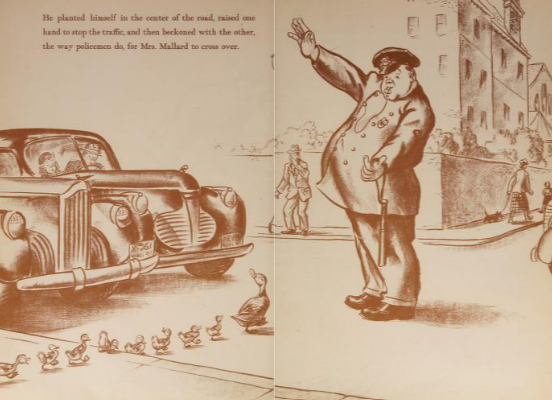 He planted himself in the center of the road, raised one
hand to stop the traffic, and then beckoned with the other,
the way policemen do, for Mrs. Mallard to cross over.